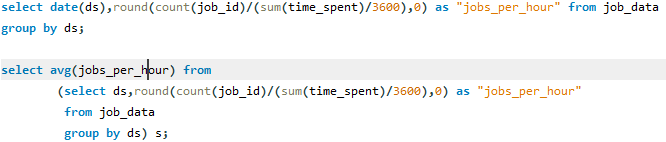 select date(ds),round(count(job_id)/(sum(time_spent)/3600),0) as "jobs_per_hour" from job_data
group by ds;
select avg(jobs_per_hour) from
(select ds,round(count(job_id)/(sum(time_spent)/3600),0) as "jobs_per_hour"
from job_data
group by ds) s;